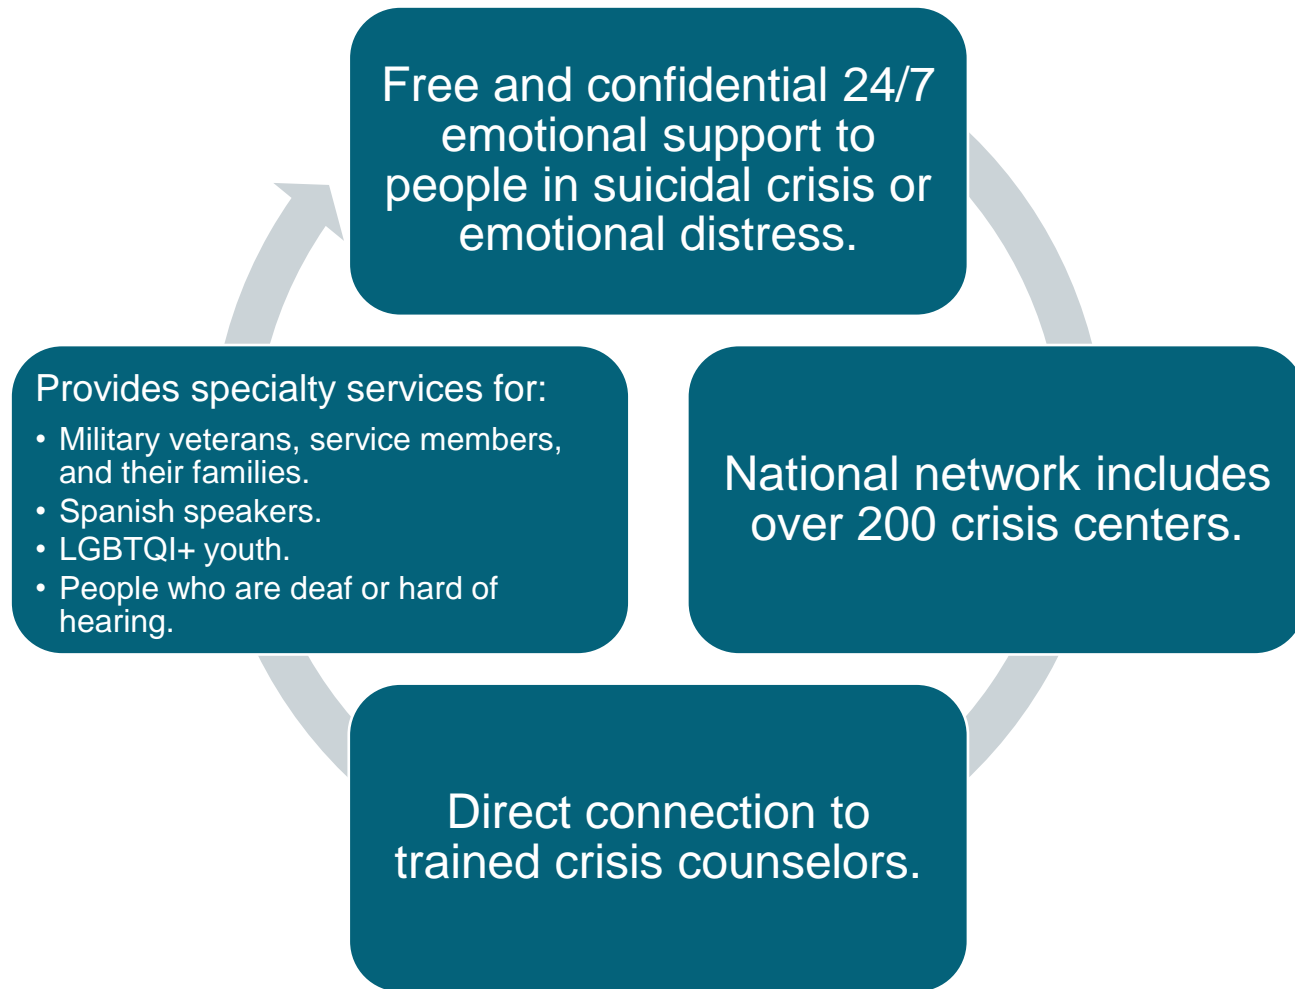 Free and confidential 24/7
emotional support to
people in suicidal crisis or
emotional distress.
National network includes
over 200 crisis centers.
Direct connection to
trained crisis counselors.
Provides specialty services for:
• Military veterans, service members,
and their families.
• Spanish speakers.
• LGBTQI+ youth.
• People who are deaf or hard of
hearing.